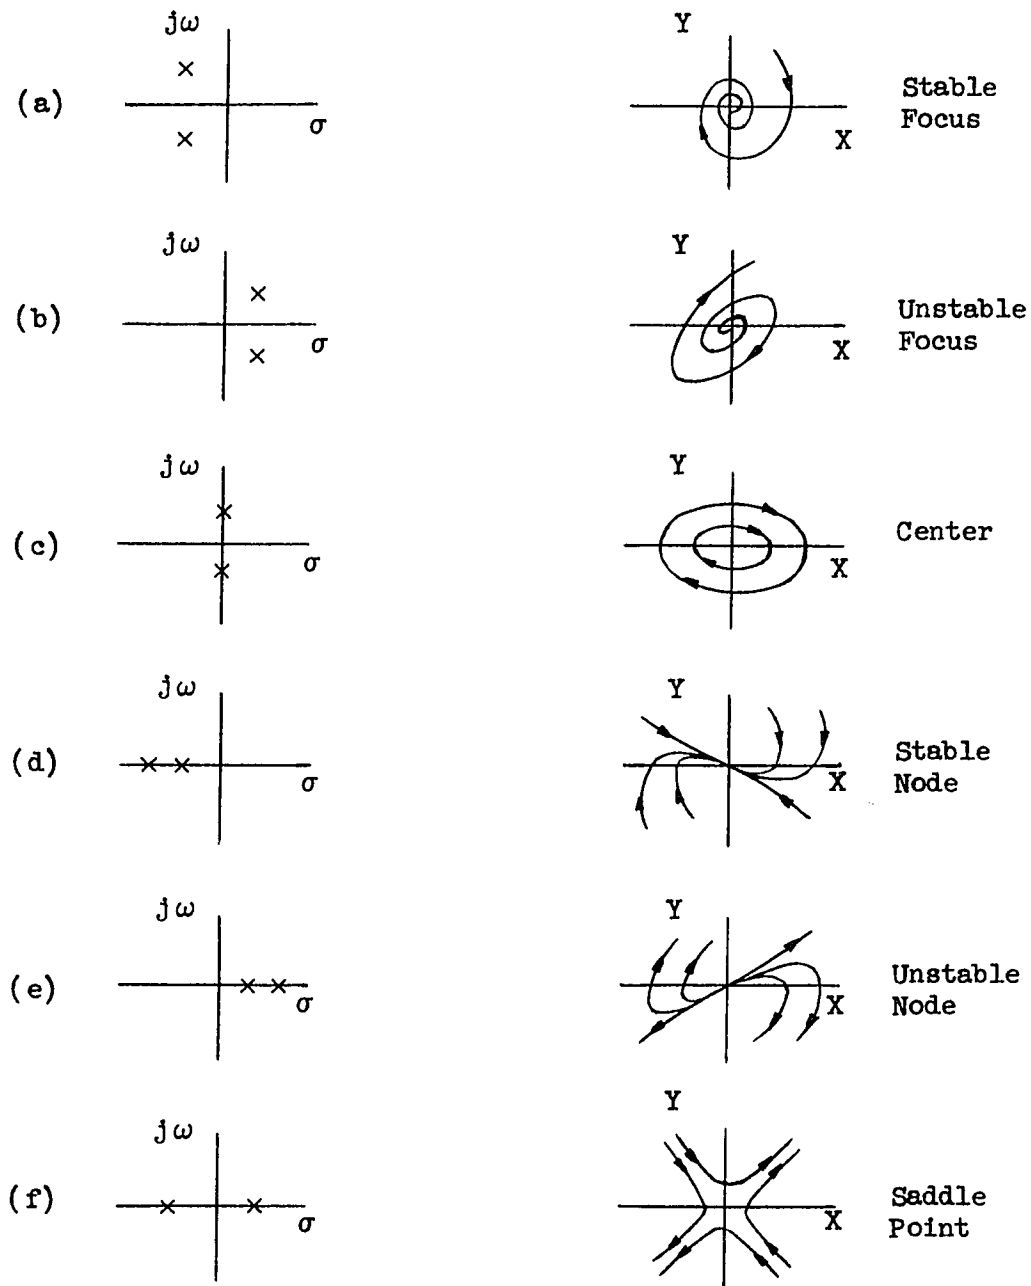 jω
Y
(a)
Stable
Focus
σ
X
jω
Y
(b)
Unstable
Focus
σ
X
jω
Y
(c)
Center
σ
X
jω
Y
(d)
Stable
Node
σ
X
jω
Y
(e)
Unstable
Node
σ
X
jω
Y
(f)
Saddle
Point
σ
X